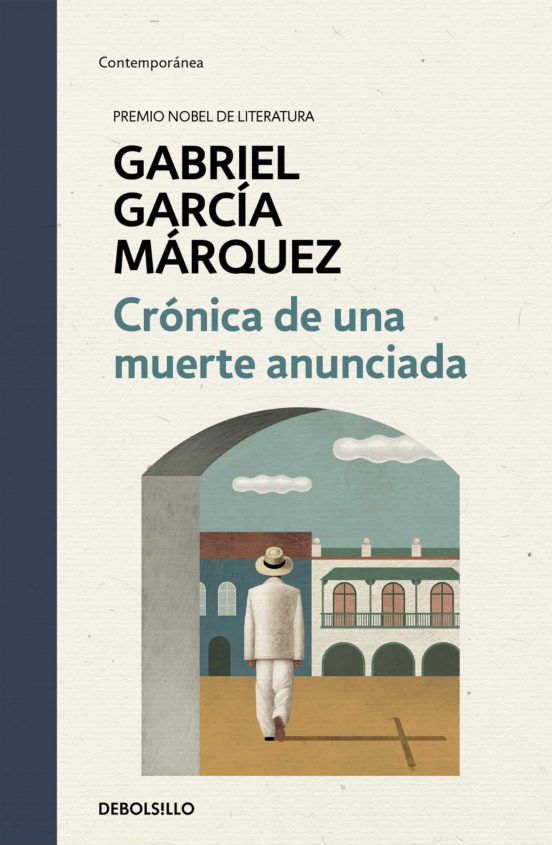 Contemporánea
PREMIO NOBEL DE LITERATURA
GABRIEL
GARCÍA
MÁRQUEZ
Crónica de una
muerte anunciada
DEBOLS!LLO